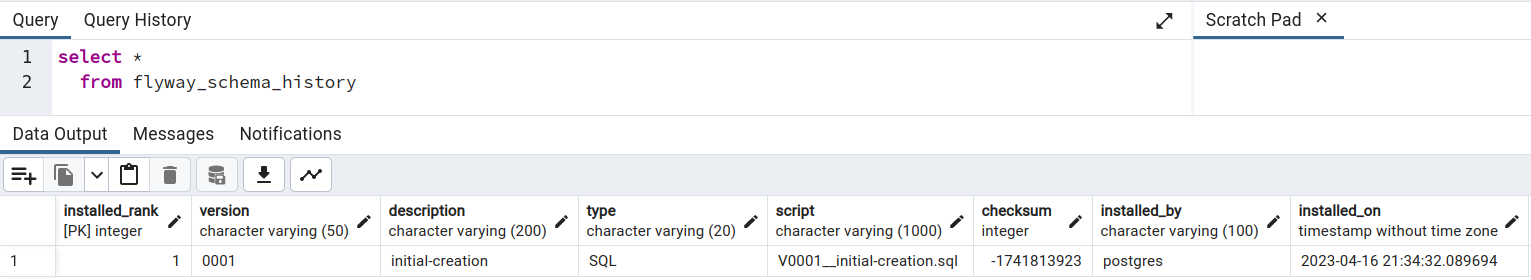 Query Query History Scratch Pad ×
1 select *
2 from flyway_schema_history
Data Output Messages Notifications
installed_rank version description type script checksum installed_by installed_on
[PK] integer character varying (50) character varying (200) character varying (20) character varying (1000) integer character varying (100) timestamp without time zone
1 1 0001 initial-creation SQL V0001__initial-creation.sql -1741813923 postgres 2023-04-16 21:34:32.089694